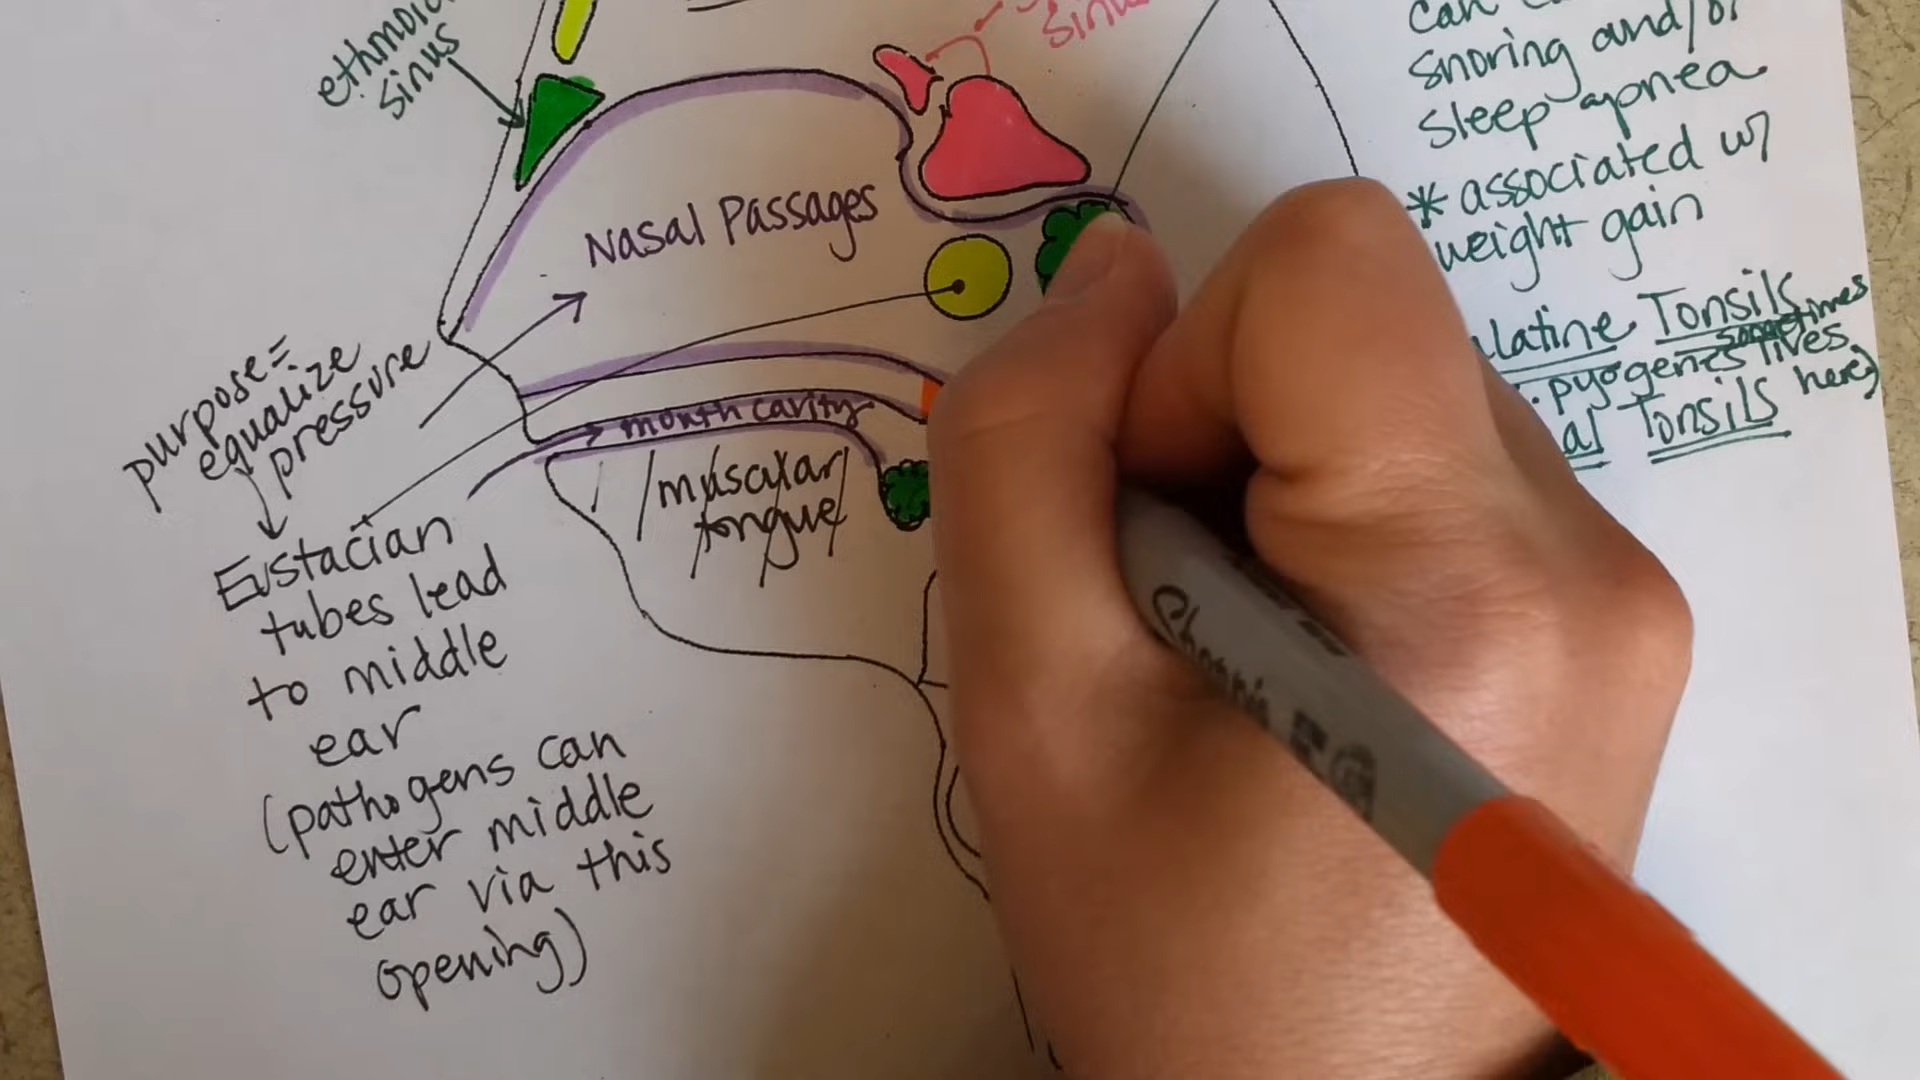 ethmoid
sinus
sinus
can
snoring and/or
sleep apnea
* associated w/
weight gain
Nasal Passages
purpose=
equalize
pressure
Tonsils
sometimes
pyogenes lives
here)
Tonsils
mouth cavity
muscular
tongue
Eustacian
tubes lead
to middle
ear
(pathogens can
enter middle
ear via this
opening)
Sharpie